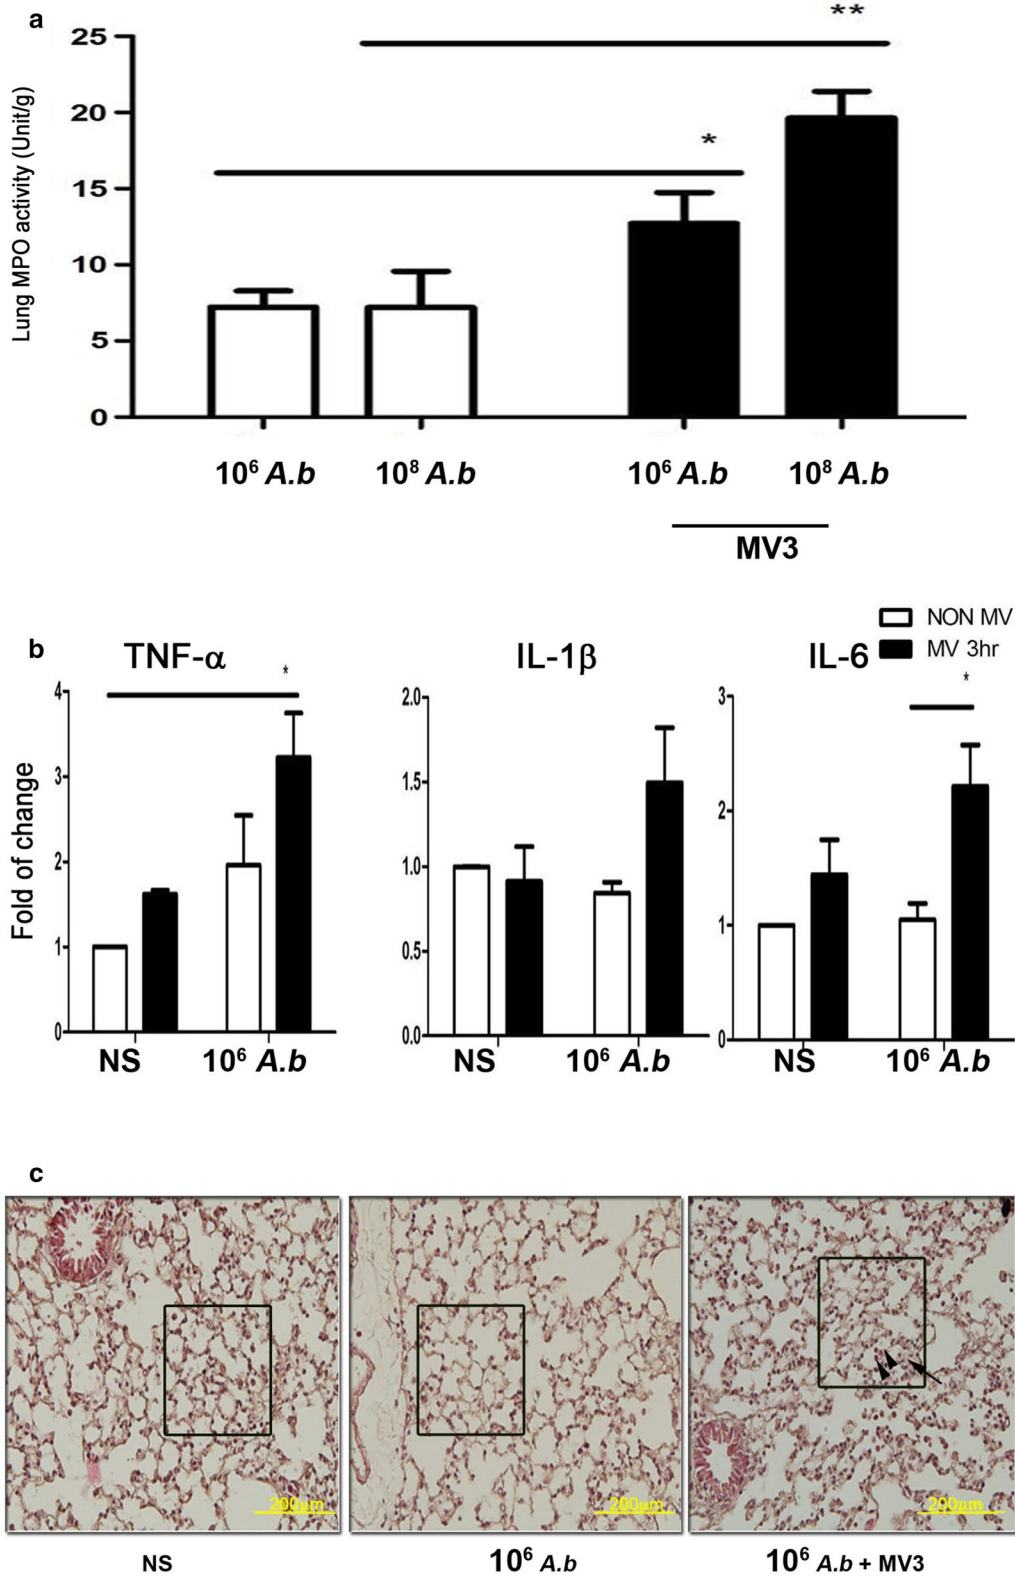 a
**
Lung MPO activity (Unit/g)
25
20
15
10
5
0
*
10⁶ A.b 10⁸ A.b 10⁶ A.b 10⁸ A.b
MV3
NON MV
MV 3hr
b
TNF-α
IL-1β
IL-6
*
*
Fold of change
4
3
2
1
0
NS 10⁶ A.b
2.0
1.5
1.0
0.5
0.0
NS 10⁶ A.b
3
2
1
0
NS 10⁶ A.b
c
200µm
200µm
200µm
NS
10⁶ A.b
10⁶ A.b + MV3